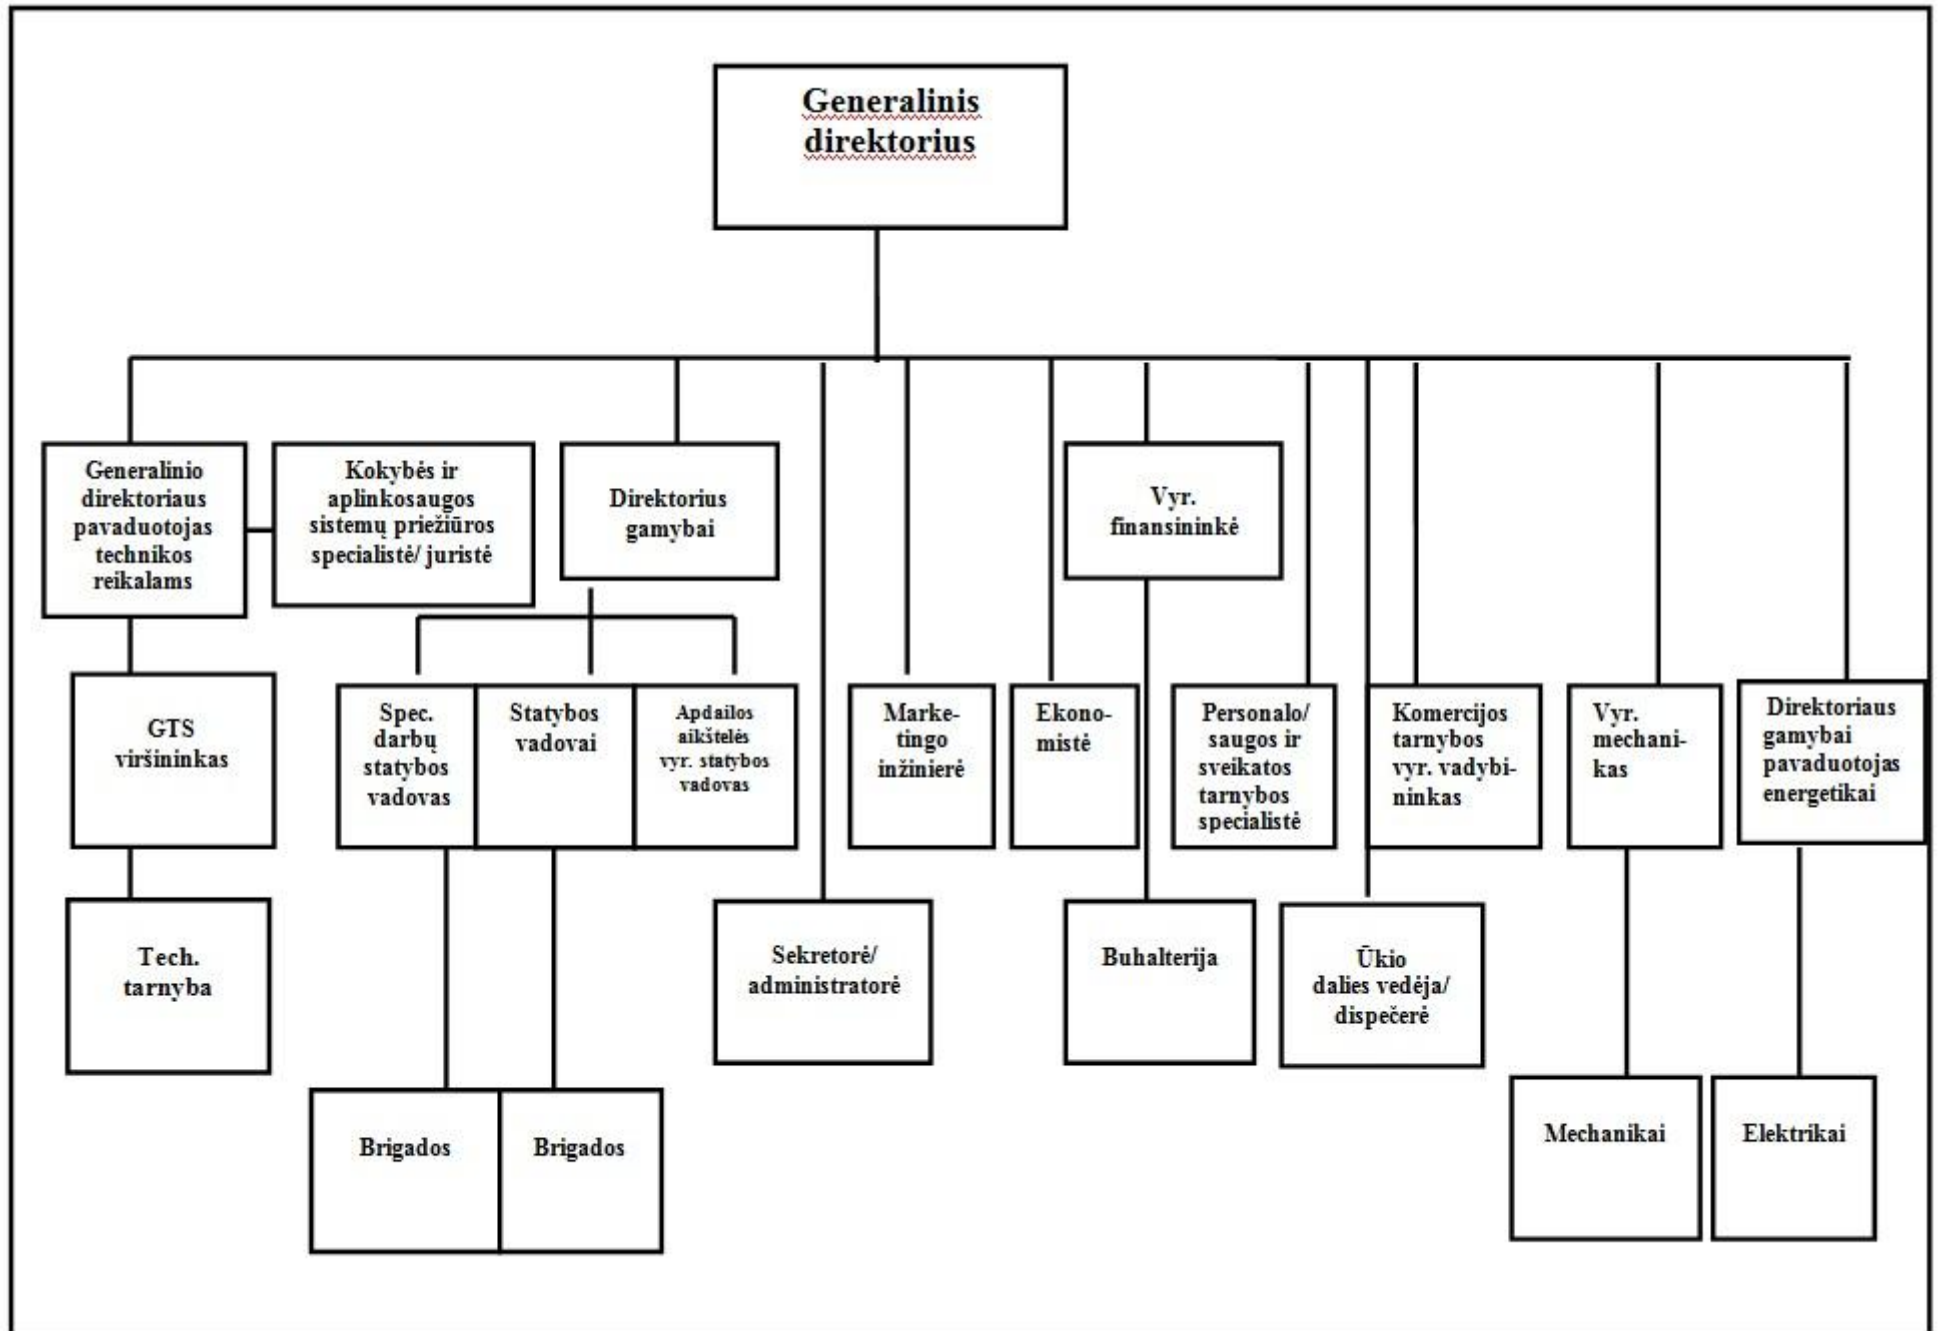 Generalinis
direktorius
Generalinio
direktoriaus
pavaduotojas
technikos
reikalams
Kokybės ir
aplinkosaugos
sistemų priežiūros
specialistė/ juristė
Direktorius
gamybai
Vyr.
finansininkė
GTS
viršininkas
Spec.
darbų
statybos
vadovas
Statybos
vadovai
Apdailos
aikštelės
vyr. statybos
vadovas
Marke-
tingo
inžinierė
Ekono-
mistė
Personalo/
saugos ir
sveikatos
tarnybos
specialistė
Komercijos
tarnybos
vyr. vadybi-
ninkas
Vyr.
mechani-
kas
Direktoriaus
gamybai
pavaduotojas
energetikai
Tech.
tarnyba
Sekretorė/
administratorė
Buhalterija
Ūkio
dalies vedėja/
dispečerė
Brigados
Brigados
Mechanikai
Elektrikai